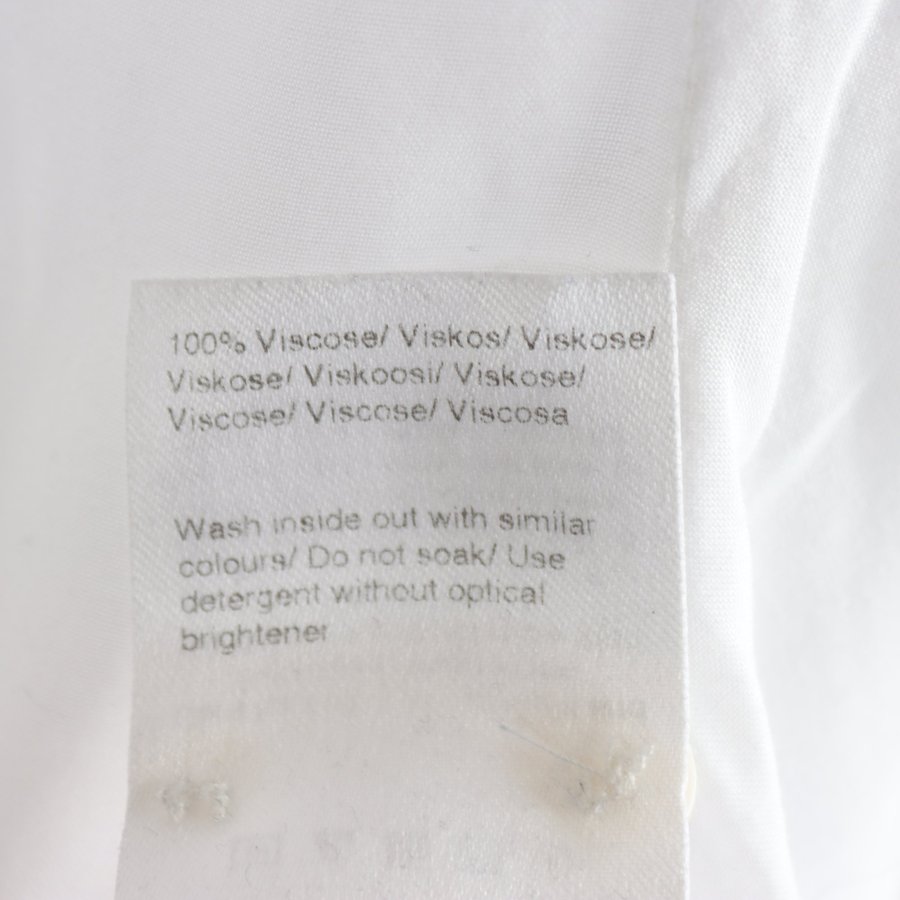 100% Viscose/ Viskos/ Viskose/
Viskose/ Viskoosi/ Viskose/
Viscose/ Viscose/ Viscosa
Wash inside out with similar
colours/ Do not soak/ Use
detergent without optical
brightener